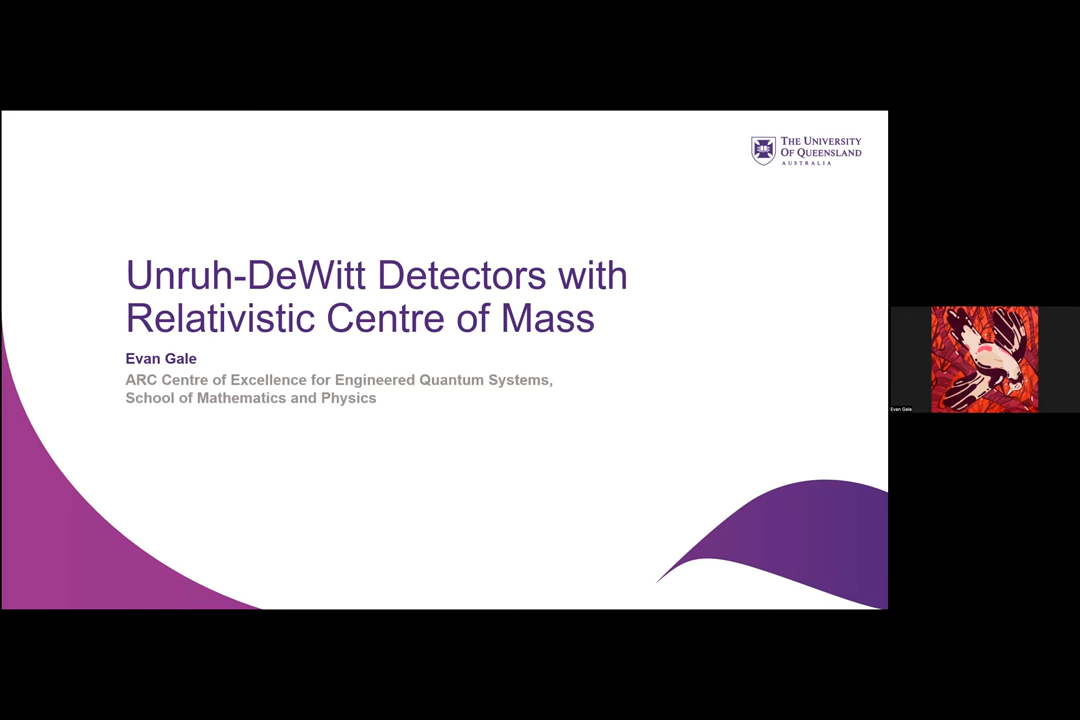 THE UNIVERSITY
OF QUEENSLAND
AUSTRALIA
Unruh-DeWitt Detectors with
Relativistic Centre of Mass
Evan Gale
ARC Centre of Excellence for Engineered Quantum Systems,
School of Mathematics and Physics
Evan Gale